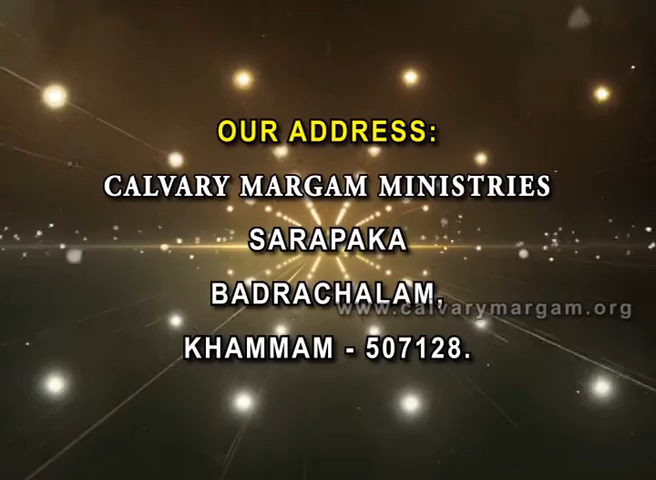 OUR ADDRESS:
CALVARY MARGAM MINISTRIES
SARAPAKA
BADRACHALAM,
www.calvarymargam.org
KHAMMAM - 507128.